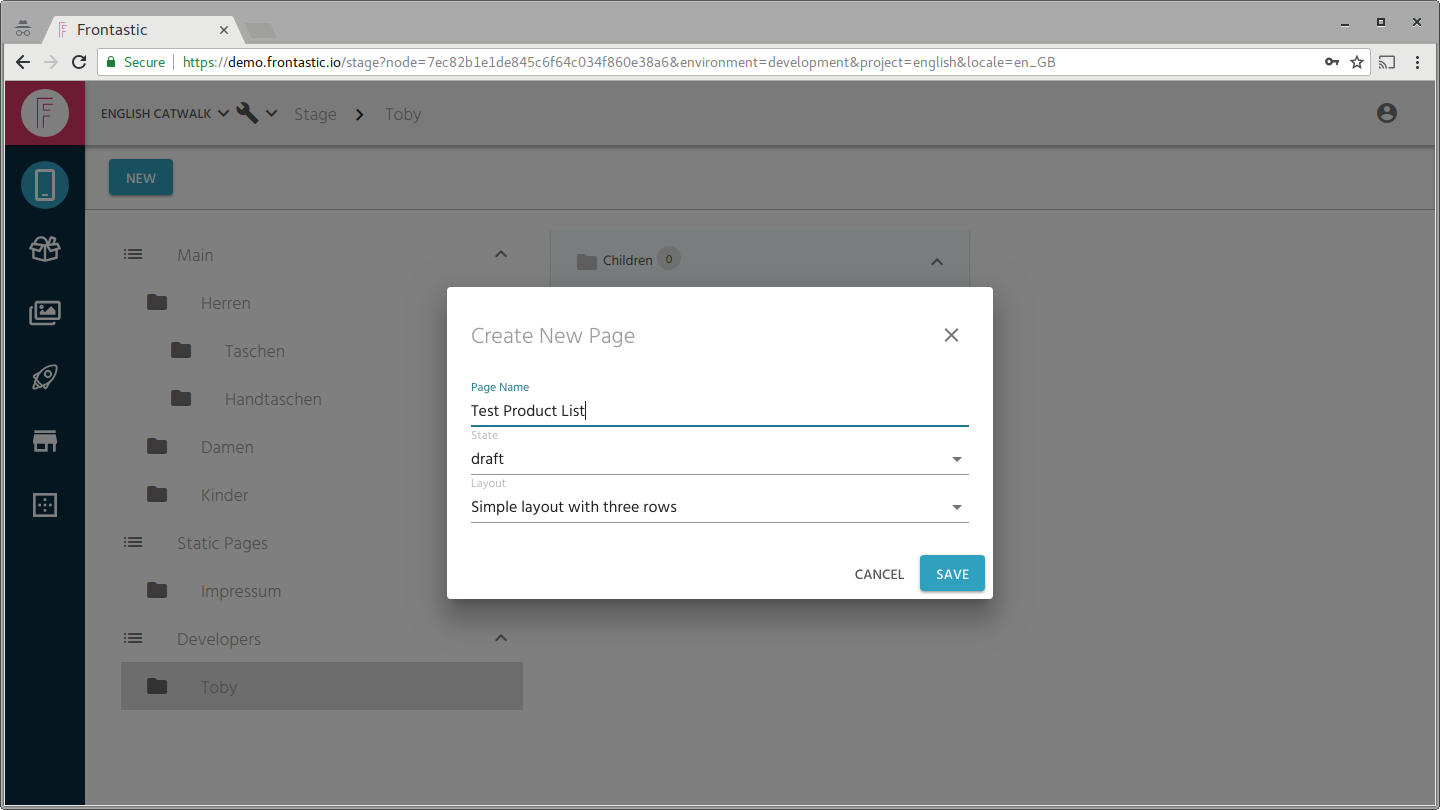 Frontastic
Secure https://demo.frontastic.io/stage?node=7ec82b1e1de845c6f64c034f860e38a6&environment=development&project=english&locale=en_GB
ENGLISH CATWALK Stage Toby
NEW
Main
Herren
Taschen
Handtaschen
Damen
Kinder
Static Pages
Impressum
Developers
Toby
Children 0
Create New Page
Page Name
Test Product List
State
draft
Layout
Simple layout with three rows
CANCEL SAVE